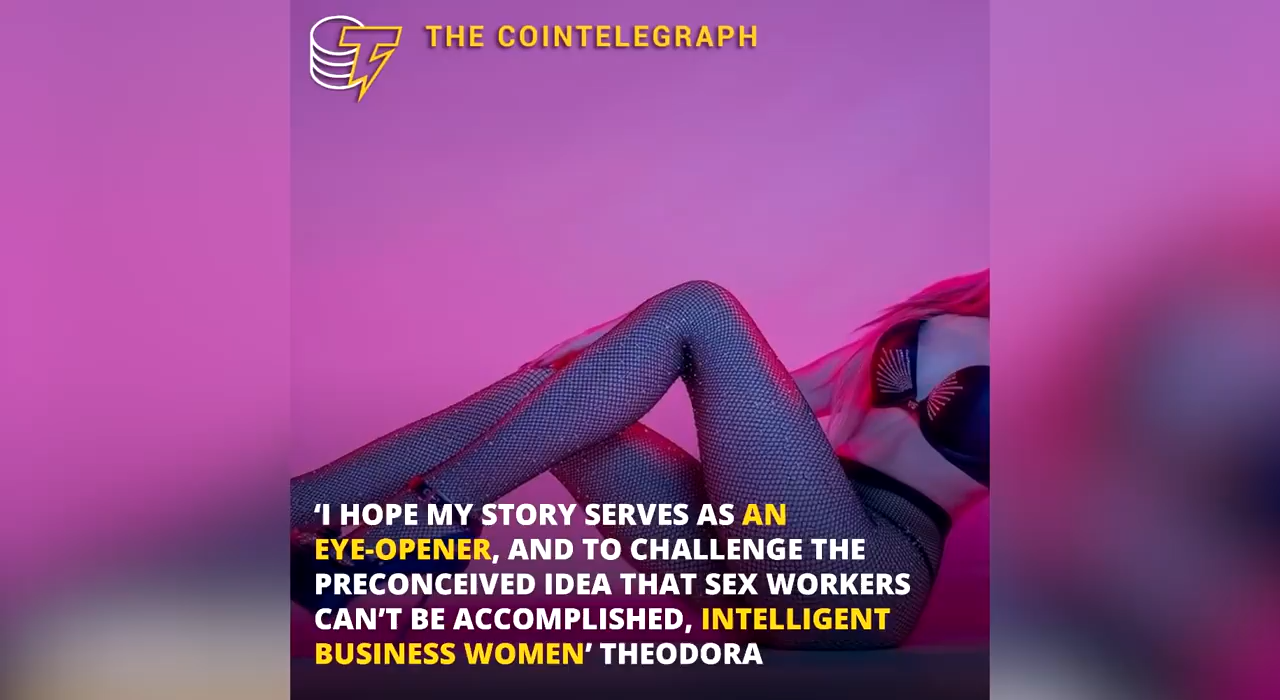 THE COINTELEGRAPH
‘I HOPE MY STORY SERVES AS AN
EYE-OPENER, AND TO CHALLENGE THE
PRECONCEIVED IDEA THAT SEX WORKERS
CAN’T BE ACCOMPLISHED, INTELLIGENT
BUSINESS WOMEN’ THEODORA